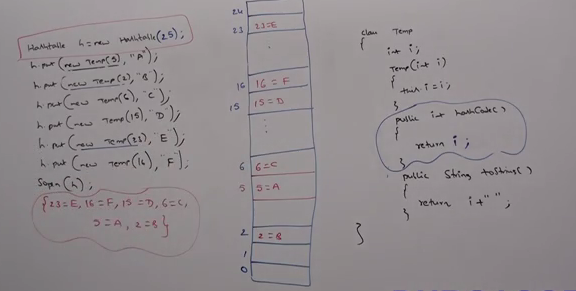 Hashtable h = new Hashtable(25);
h.put(new Temp(5), "A");
h.put(new Temp(2), "B");
h.put(new Temp(6), "C");
h.put(new Temp(15), "D");
h.put(new Temp(23), "E");
h.put(new Temp(16), "F");
Sopln(h);
{23=E, 16=F, 15=D, 6=C,
5=A, 2=B}
24
23 23=E
16 16=F
15 15=D
6 6=C
5 5=A
2 2=B
1
0
class Temp
{
int i;
Temp(int i)
{
this.i=i;
}
public int hashCode()
{
return i;
}
public String toString()
{
return i+"";
}
}